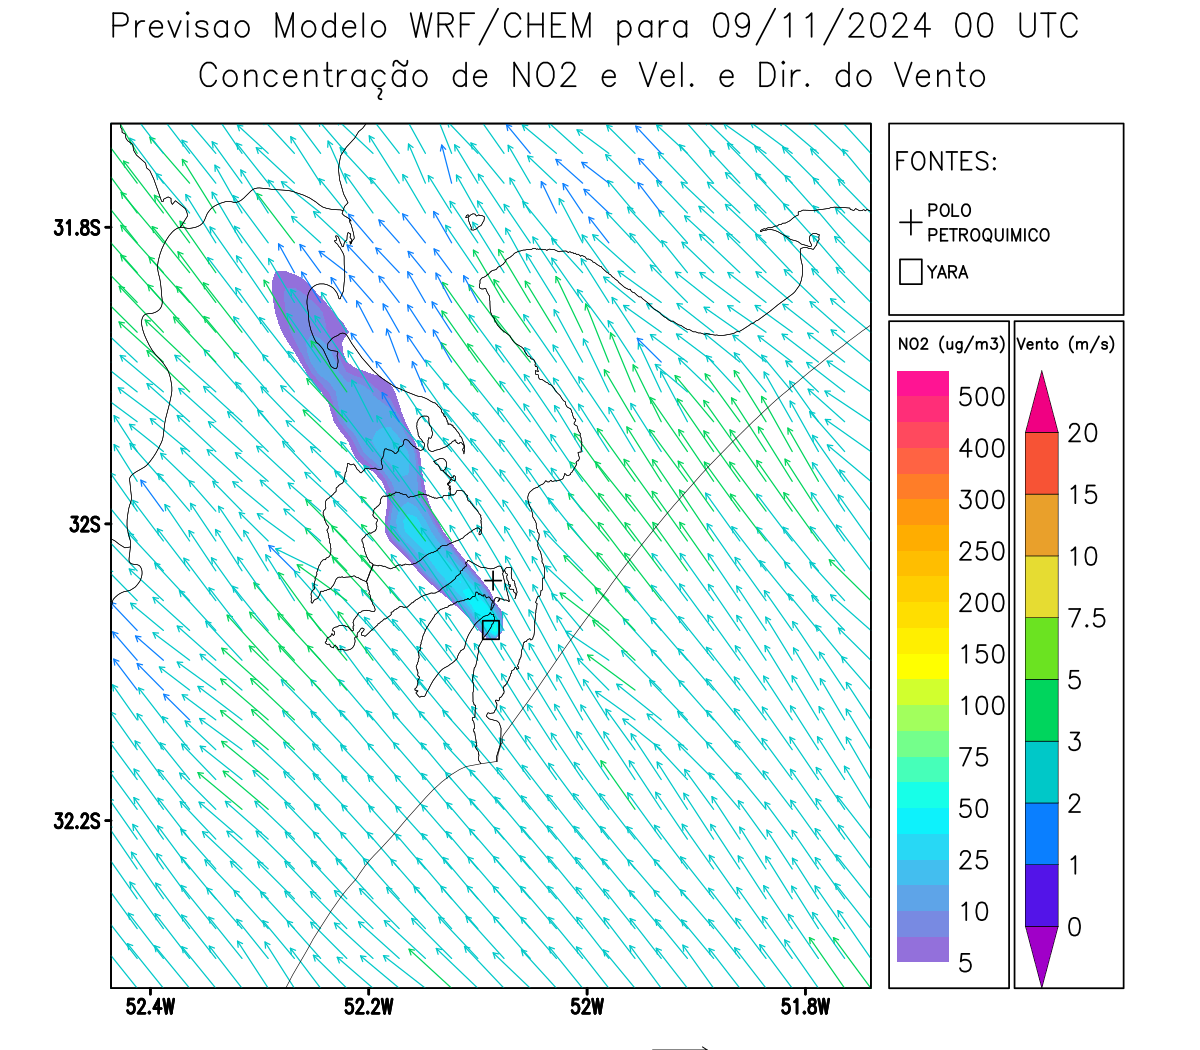 Previsao Modelo WRF/CHEM para 09/11/2024 00 UTC
Concentração de NO2 e Vel. e Dir. do Vento
31.8S
32S
32.2S
52.4W
52.2W
52W
51.8W
FONTES:
POLO
PETROQUIMICO
YARA
NO2 (ug/m3)
500
400
300
250
200
150
100
75
50
25
10
5
Vento (m/s)
20
15
10
7.5
5
3
2
1
0